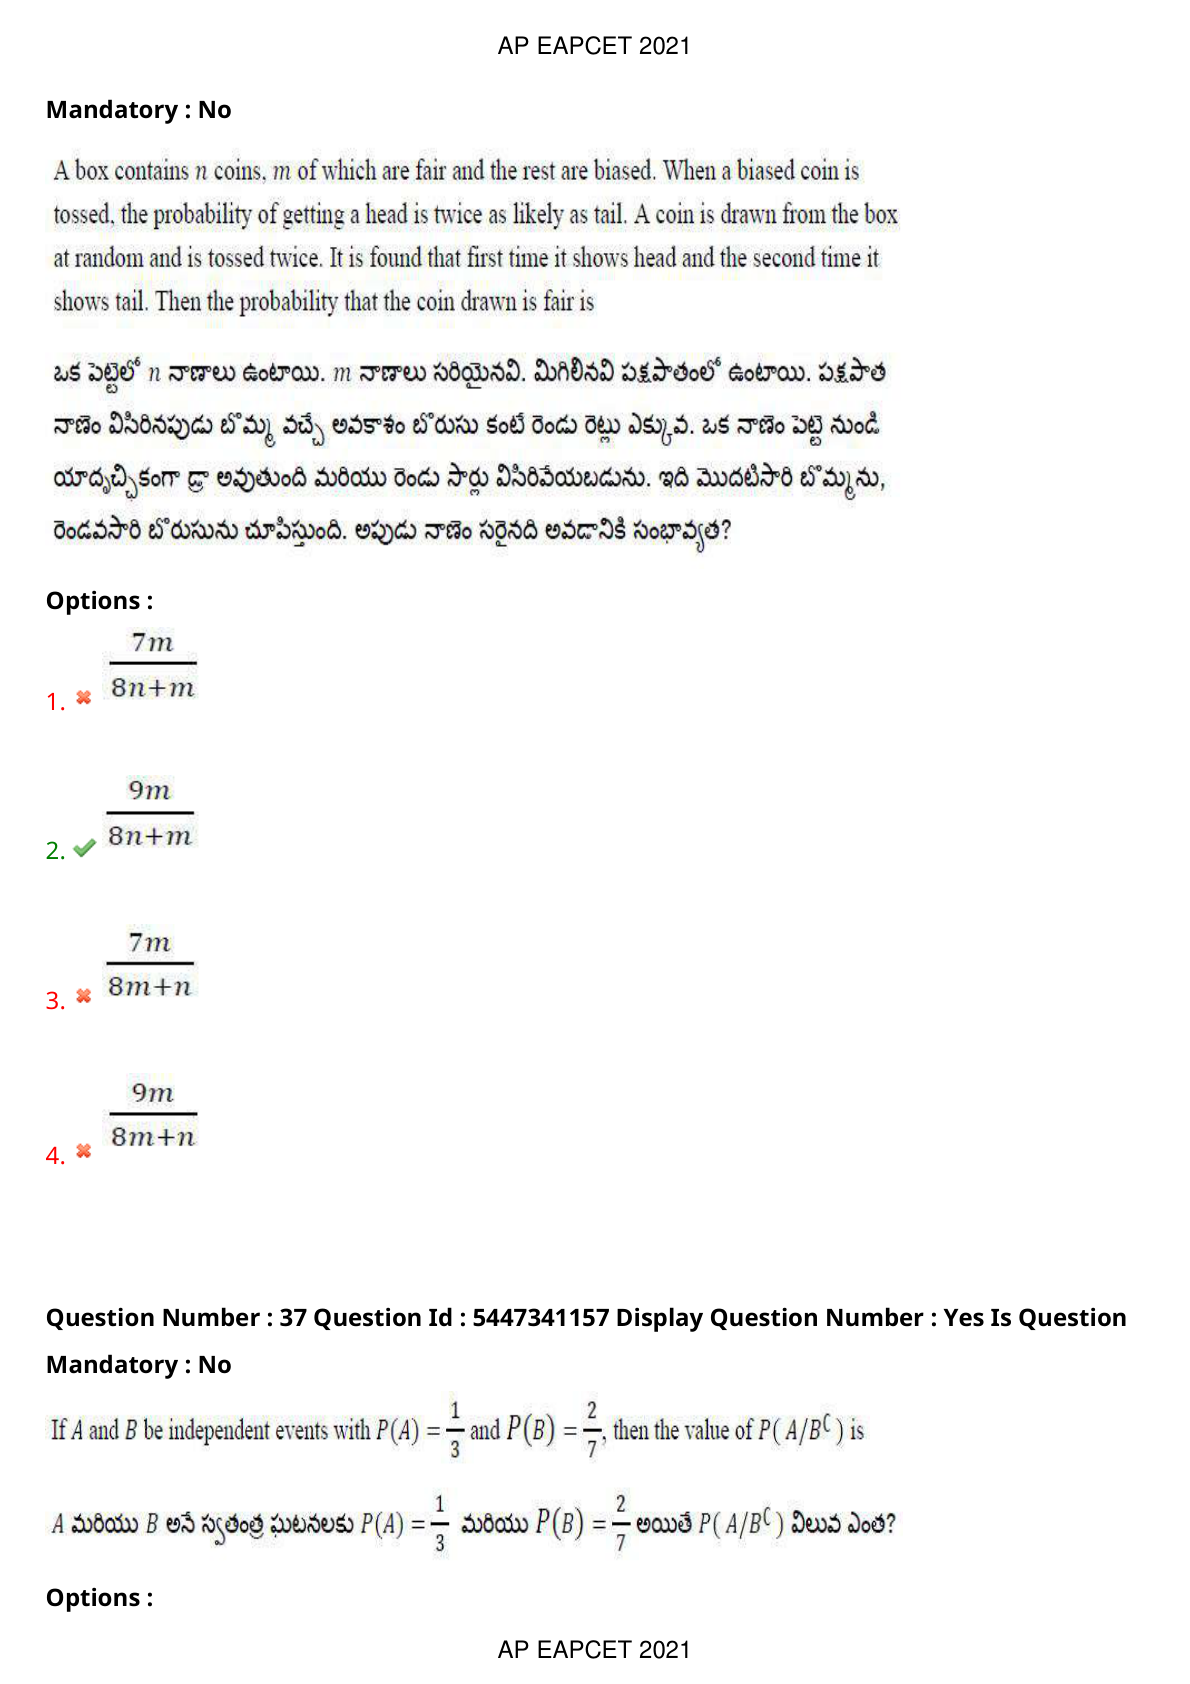 AP EAPCET 2021
Mandatory : No
A box contains n coins, m of which are fair and the rest are biased. When a biased coin is
tossed, the probability of getting a head is twice as likely as tail. A coin is drawn from the box
at random and is tossed twice. It is found that first time it shows head and the second time it
shows tail. Then the probability that the coin drawn is fair is
ఒక పెట్టెలో n నాణాలు ఉంటాయి. m నాణాలు సరియైనవి. మిగిలినవి పక్షపాతంలో ఉంటాయి. పక్షపాత
నాణెం విసిరినపుడు బొమ్మ వచ్చే అవకాశం బొరుసు కంటే రెండు రెట్లు ఎక్కువ. ఒక నాణెం పెట్టె నుండి
యాదృచ్ఛికంగా డ్రా అవుతుంది మరియు రెండు సార్లు విసిరివేయబడును. ఇది మొదటిసారి బొమ్మను,
రెండవసారి బొరుసును చూపిస్తుంది. అపుడు నాణెం సరైనది అవడానికి సంభావ్యత?
Options :
1. 7m/8n+m
2. 9m/8n+m
3. 7m/8m+n
4. 9m/8m+n
Question Number : 37 Question Id : 5447341157 Display Question Number : Yes Is Question
Mandatory : No
If A and B be independent events with P(A) = 1/3 and P(B) = 2/7, then the value of P( A/Bᶜ ) is
A మరియు B అనే స్వతంత్ర ఘటనలకు P(A) = 1/3 మరియు P(B) = 2/7 అయితే P( A/Bᶜ ) విలువ ఎంత?
Options :
AP EAPCET 2021